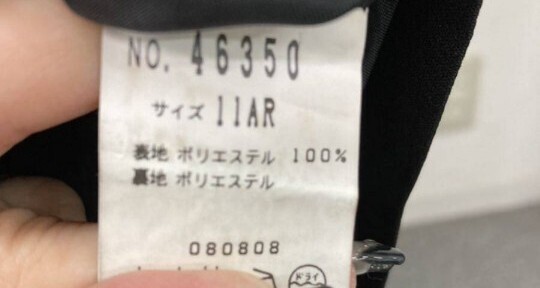 NO. 46350
サイズ 11AR
表地 ポリエステル 100%
裏地 ポリエステル
080808
ドライ